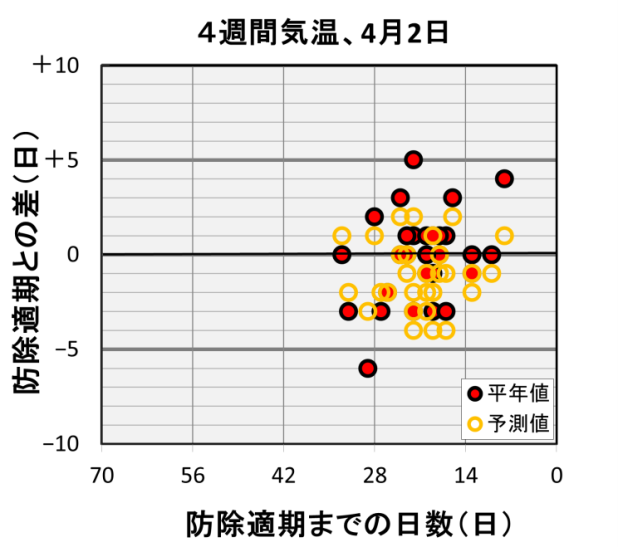 ４週間気温、4月2日
防除適期との差（日）
＋10
＋5
0
−5
−10
平年値
予測値
70 56 42 28 14 0
防除適期までの日数（日）